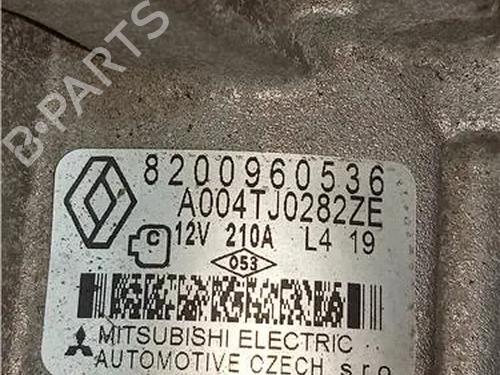 B-PARTS
8200960536
A004TJ0282ZE
C 12V 210A L4 19
053
MITSUBISHI ELECTRIC
AUTOMOTIVE CZECH s.r.o